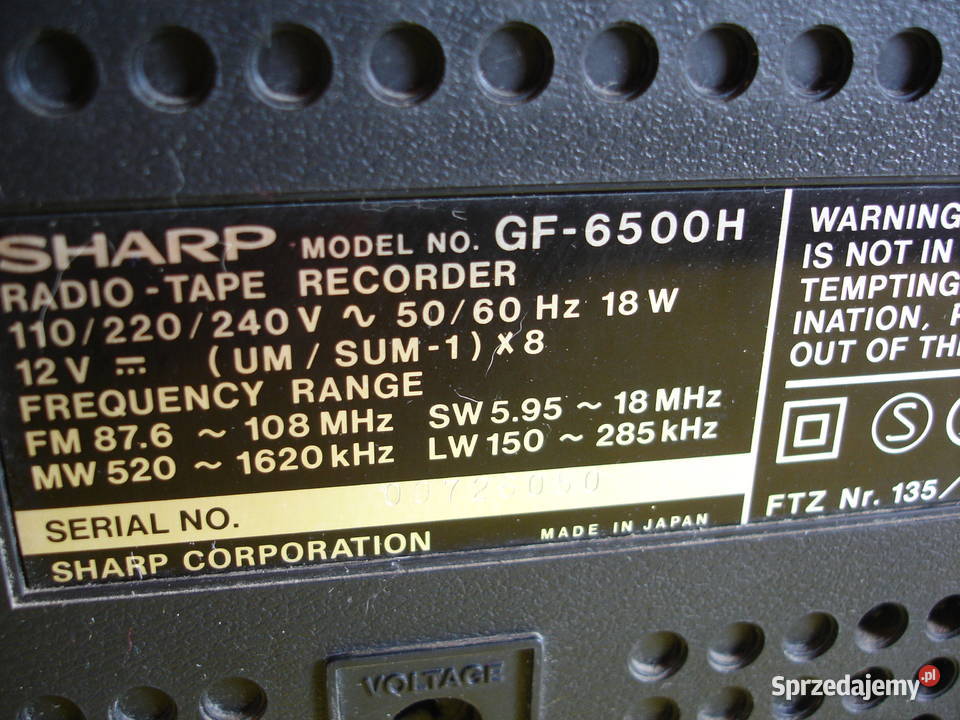 SHARP MODEL NO. GF-6500H
RADIO-TAPE RECORDER
110/220/240V ~ 50/60 Hz 18 W
12V ⎓ (UM/SUM-1) x 8
FREQUENCY RANGE
FM 87.6 ~ 108 MHz SW 5.95 ~ 18 MHz
MW 520 ~ 1620 kHz LW 150 ~ 285 kHz
SERIAL NO.
SHARP CORPORATION MADE IN JAPAN
WARNING
IS NOT IN
TEMPTING
INATION,
OUT OF TH
S
FTZ Nr. 135/
VOLTAGE
Sprzedajemy.pl